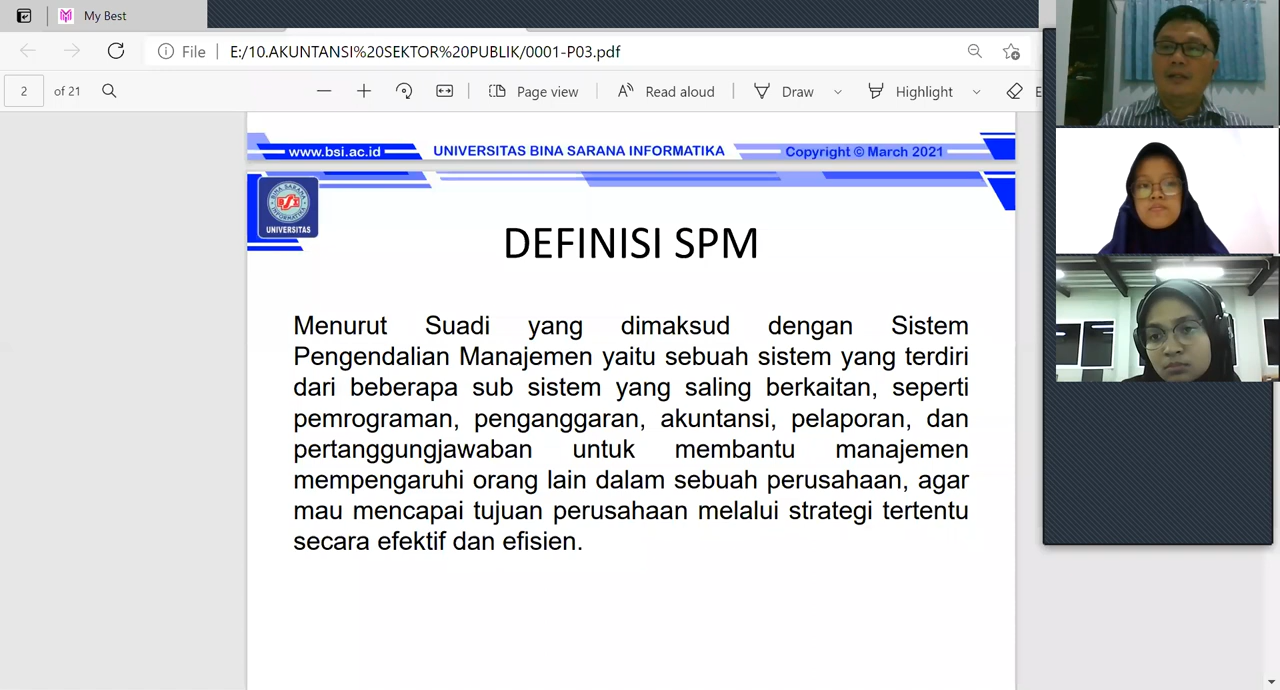 My Best
File
E:/10.AKUNTANSI%20SEKTOR%20PUBLIK/0001-P03.pdf
2 of 21
Page view
Read aloud
Draw
Highlight
E
www.bsi.ac.id
UNIVERSITAS BINA SARANA INFORMATIKA
Copyright © March 2021
BINA SARANA
INFORMATIKA
BSI
UNIVERSITAS
DEFINISI SPM
Menurut Suadi yang dimaksud dengan Sistem
Pengendalian Manajemen yaitu sebuah sistem yang terdiri
dari beberapa sub sistem yang saling berkaitan, seperti
pemrograman, penganggaran, akuntansi, pelaporan, dan
pertanggungjawaban untuk membantu manajemen
mempengaruhi orang lain dalam sebuah perusahaan, agar
mau mencapai tujuan perusahaan melalui strategi tertentu
secara efektif dan efisien.